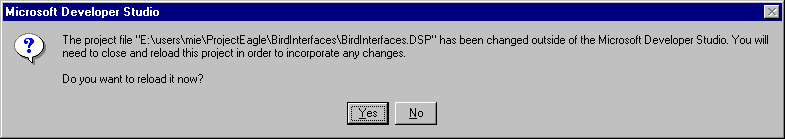 Microsoft Developer Studio
The project file "E:\users\mie\ProjectEagle\BirdInterfaces\BirdInterfaces.DSP" has been changed outside of the Microsoft Developer Studio. You will
need to close and reload this project in order to incorporate any changes.
Do you want to reload it now?
Yes No